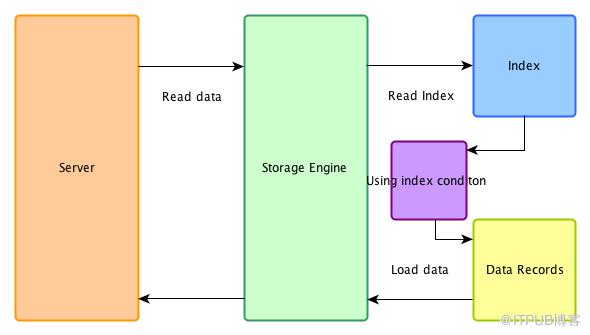 Index
Read data
Read Index
Server
Storage Engine
Using index conditon
Load data
Data Records
@ITPUB博客